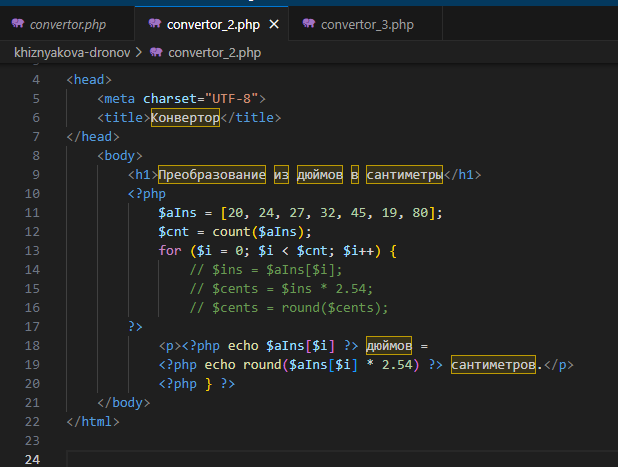 convertor.php convertor_2.php convertor_3.php
khiznyakova-dronov > convertor_2.php
4 <head>
5 <meta charset="UTF-8">
6 <title>Конвертор</title>
7 </head>
8 <body>
9 <h1>Преобразование из дюймов в сантиметры</h1>
10 <?php
11 $aIns = [20, 24, 27, 32, 45, 19, 80];
12 $cnt = count($aIns);
13 for ($i = 0; $i < $cnt; $i++) {
14 // $ins = $aIns[$i];
15 // $cents = $ins * 2.54;
16 // $cents = round($cents);
17 ?>
18 <p><?php echo $aIns[$i] ?> дюймов =
19 <?php echo round($aIns[$i] * 2.54) ?> сантиметров.</p>
20 <?php } ?>
21 </body>
22 </html>
23
24